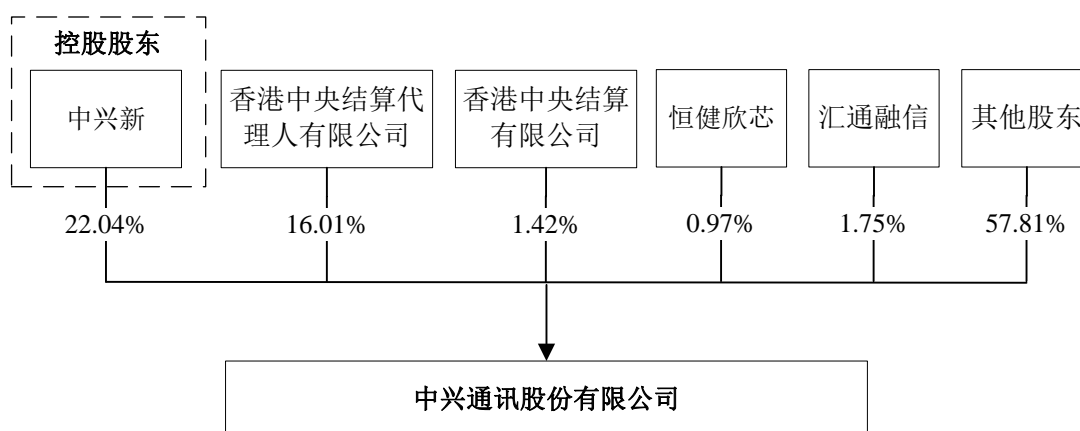 控股股东
中兴新
香港中央结算代
理人有限公司
香港中央结算
有限公司
恒健欣芯
汇通融信
其他股东
22.04%
16.01%
1.42%
0.97%
1.75%
57.81%
中兴通讯股份有限公司